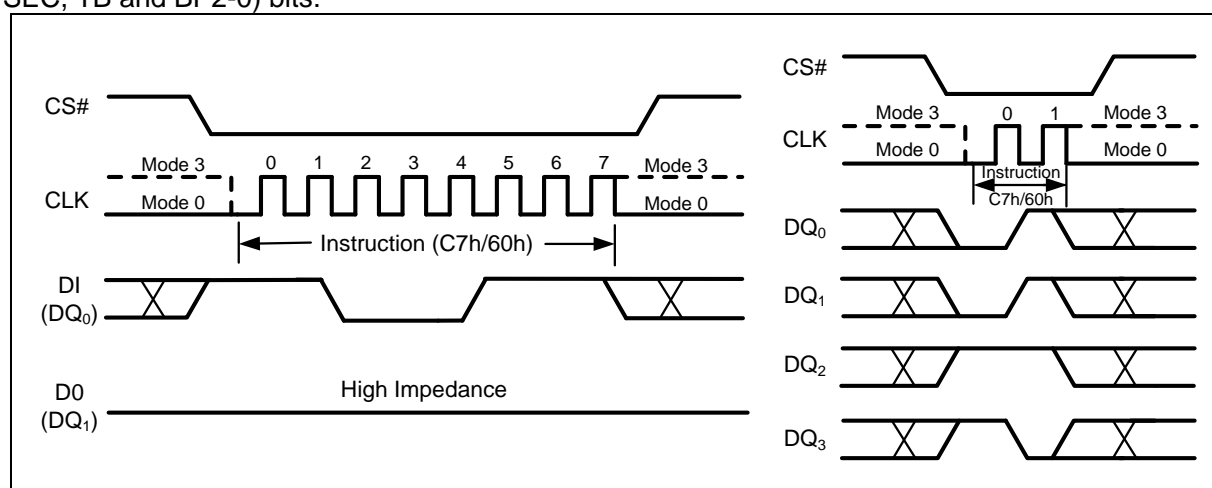 SEC, TB and BP2-0) bits.
CS#
Mode 3
0 1 2 3 4 5 6 7
Mode 3
CLK
Mode 0
Mode 0
Instruction (C7h/60h)
DI
(DQ0)
D0
(DQ1)
High Impedance
CS#
Mode 3
0 1
Mode 3
CLK
Mode 0
Mode 0
Instruction
C7h/60h
DQ0
DQ1
DQ2
DQ3